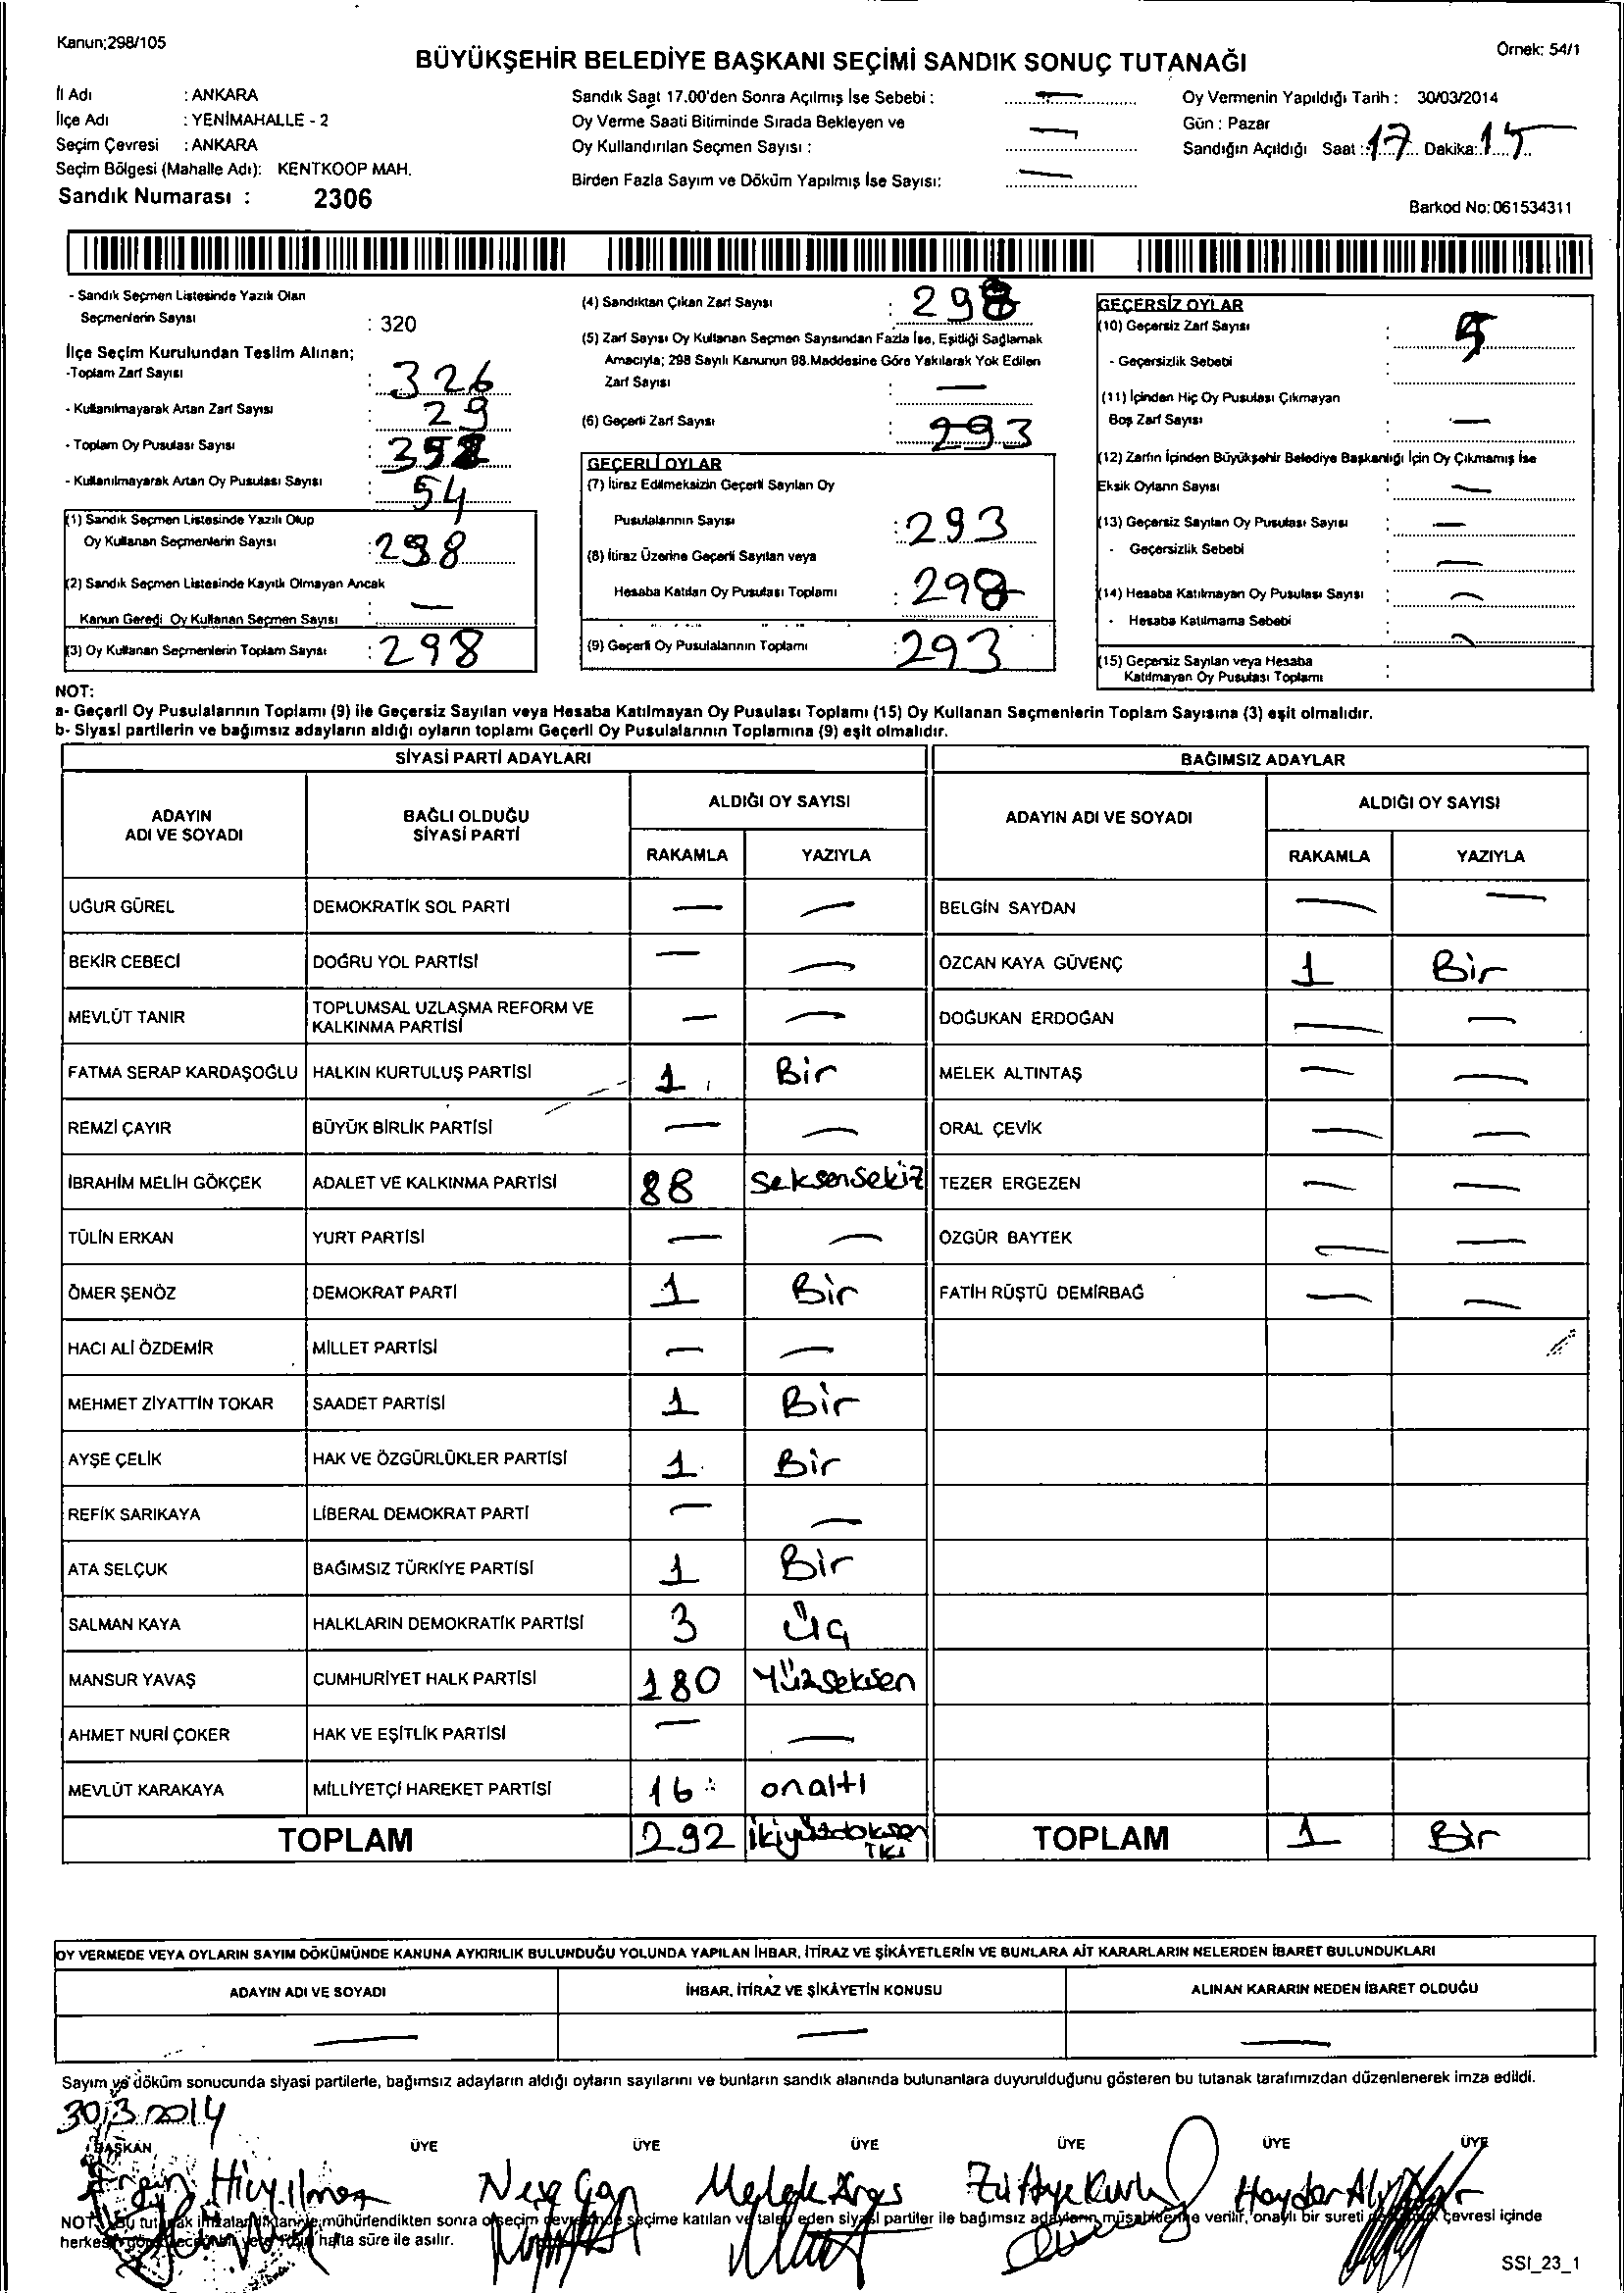 Kanun;298/105
Örnek: 54/1
BÜYÜKŞEHİR BELEDİYE BAŞKANI SEÇİMİ SANDIK SONUÇ TUTANAĞI
İl Adı : ANKARA
İlçe Adı : YENİMAHALLE - 2
Seçim Çevresi : ANKARA
Seçim Bölgesi (Mahalle Adı): KENTKOOP MAH.
Sandık Numarası : 2306
Sandık Saat 17.00'den Sonra Açılmış İse Sebebi : —
Oy Verme Saati Bitiminde Sırada Bekleyen ve
Oy Kullandırılan Seçmen Sayısı : —
Birden Fazla Sayım ve Döküm Yapılmış İse Sayısı: —
Oy Vermenin Yapıldığı Tarih : 30/03/2014
Gün : Pazar
Sandığın Açıldığı Saat : 17 Dakika: 15
Barkod No: 061534311
- Sandık Seçmen Listesinde Yazılı Olan
Seçmenlerin Sayısı : 320
İlçe Seçim Kurulundan Teslim Alınan;
-Toplam Zarf Sayısı : 326
- Kullanılmayarak Artan Zarf Sayısı : 29
- Toplam Oy Pusulası Sayısı :
- Kullanılmayarak Artan Oy Pusulası Sayısı : 54
(1) Sandık Seçmen Listesinde Yazılı Olup
Oy Kullanan Seçmenlerin Sayısı : 298
(2) Sandık Seçmen Listesinde Kayıtlı Olmayan Ancak
Kanun Gereği Oy Kullanan Seçmen Sayısı : —
(3) Oy Kullanan Seçmenlerin Toplam Sayısı : 298
(4) Sandıktan Çıkan Zarf Sayısı : 298
(5) Zarf Sayısı Oy Kullanan Seçmen Sayısından Fazla İse, Eşitliği Sağlamak
Amacıyla; 298 Sayılı Kanunun 98.Maddesine Göre Yakılarak Yok Edilen
Zarf Sayısı : —
(6) Geçerli Zarf Sayısı : 293
GEÇERLİ OYLAR
(7) İtiraz Edilmeksizin Geçerli Sayılan Oy
Pusulalarının Sayısı : 293
(8) İtiraz Üzerine Geçerli Sayılan veya
Hesaba Katılan Oy Pusulası Toplamı : 298
(9) Geçerli Oy Pusulalarının Toplamı : 293
GEÇERSİZ OYLAR
(10) Geçersiz Zarf Sayısı : 5
- Geçersizlik Sebebi :
(11) İçinden Hiç Oy Pusulası Çıkmayan
Boş Zarf Sayısı : —
(12) Zarfın İçinden Büyükşehir Belediye Başkanlığı İçin Oy Çıkmamış İse
Eksik Oyların Sayısı : —
(13) Geçersiz Sayılan Oy Pusulası Sayısı : —
- Geçersizlik Sebebi : —
(14) Hesaba Katılmayan Oy Pusulası Sayısı : —
- Hesaba Katılmama Sebebi : —
(15) Geçersiz Sayılan veya Hesaba
Katılmayan Oy Pusulası Toplamı :
NOT:
a- Geçerli Oy Pusulalarının Toplamı (9) ile Geçersiz Sayılan veya Hesaba Katılmayan Oy Pusulası Toplamı (15) Oy Kullanan Seçmenlerin Toplam Sayısına (3) eşit olmalıdır.
b- Siyasi partilerin ve bağımsız adayların aldığı oyların toplamı Geçerli Oy Pusulalarının Toplamına (9) eşit olmalıdır.
SİYASİ PARTİ ADAYLARI BAĞIMSIZ ADAYLAR
ADAYIN ADI VE SOYADI BAĞLI OLDUĞU SİYASİ PARTİ ALDIĞI OY SAYISI ADAYIN ADI VE SOYADI ALDIĞI OY SAYISI
RAKAMLA YAZIYLA RAKAMLA YAZIYLA
UĞUR GÜREL DEMOKRATİK SOL PARTİ — — BELGİN SAYDAN — —
BEKİR CEBECİ DOĞRU YOL PARTİSİ — — ÖZCAN KAYA GÜVENÇ 1 Bir
MEVLÜT TANIR TOPLUMSAL UZLAŞMA REFORM VE KALKINMA PARTİSİ — — DOĞUKAN ERDOĞAN — —
FATMA SERAP KARDAŞOĞLU HALKIN KURTULUŞ PARTİSİ 1 Bir MELEK ALTINTAŞ — —
REMZİ ÇAYIR BÜYÜK BİRLİK PARTİSİ — — ORAL ÇEVİK — —
İBRAHİM MELİH GÖKÇEK ADALET VE KALKINMA PARTİSİ 88 Seksensekiz TEZER ERGEZEN — —
TÜLİN ERKAN YURT PARTİSİ — — ÖZGÜR BAYTEK — —
ÖMER ŞENÖZ DEMOKRAT PARTİ 1 Bir FATİH RÜŞTÜ DEMİRBAĞ — —
HACI ALİ ÖZDEMİR MİLLET PARTİSİ — —
MEHMET ZİYATTİN TOKAR SAADET PARTİSİ 1 Bir
AYŞE ÇELİK HAK VE ÖZGÜRLÜKLER PARTİSİ 1 Bir
REFİK SARIKAYA LİBERAL DEMOKRAT PARTİ — —
ATA SELÇUK BAĞIMSIZ TÜRKİYE PARTİSİ 1 Bir
SALMAN KAYA HALKLARIN DEMOKRATİK PARTİSİ 3 Üç
MANSUR YAVAŞ CUMHURİYET HALK PARTİSİ 180 Yüzseksen
AHMET NURİ ÇOKER HAK VE EŞİTLİK PARTİSİ — —
MEVLÜT KARAKAYA MİLLİYETÇİ HAREKET PARTİSİ 16 onaltı
TOPLAM 292 ikiyüzdoksen İKİ TOPLAM 1 Bir
OY VERMEDE VEYA OYLARIN SAYIM DÖKÜMÜNDE KANUNA AYKIRILIK BULUNDUĞU YOLUNDA YAPILAN İHBAR, İTİRAZ VE ŞİKÂYETLERİN VE BUNLARA AİT KARARLARIN NELERDEN İBARET BULUNDUKLARI
ADAYIN ADI VE SOYADI İHBAR, İTİRAZ VE ŞİKÂYETİN KONUSU ALINAN KARARIN NEDEN İBARET OLDUĞU
— — —
Sayım ve döküm sonucunda siyasi partilerle, bağımsız adayların aldığı oyların sayılarını ve bunların sandık alanında bulunanlara duyurulduğunu gösteren bu tutanak tarafımızdan düzenlenerek imza edildi.
30/3 2014
BAŞKAN ÜYE ÜYE ÜYE ÜYE ÜYE ÜYE
Melek Haydar
NOT: Bu tutanak imzalandıktan ve mühürlendikten sonra o seçim çevresinde seçime katılan ve talep eden siyasi partiler ile bağımsız adayların müşahitlerine verilir, onaylı bir sureti çevresi içinde
herkesin hafta süre ile asılır.
SSI_23_1